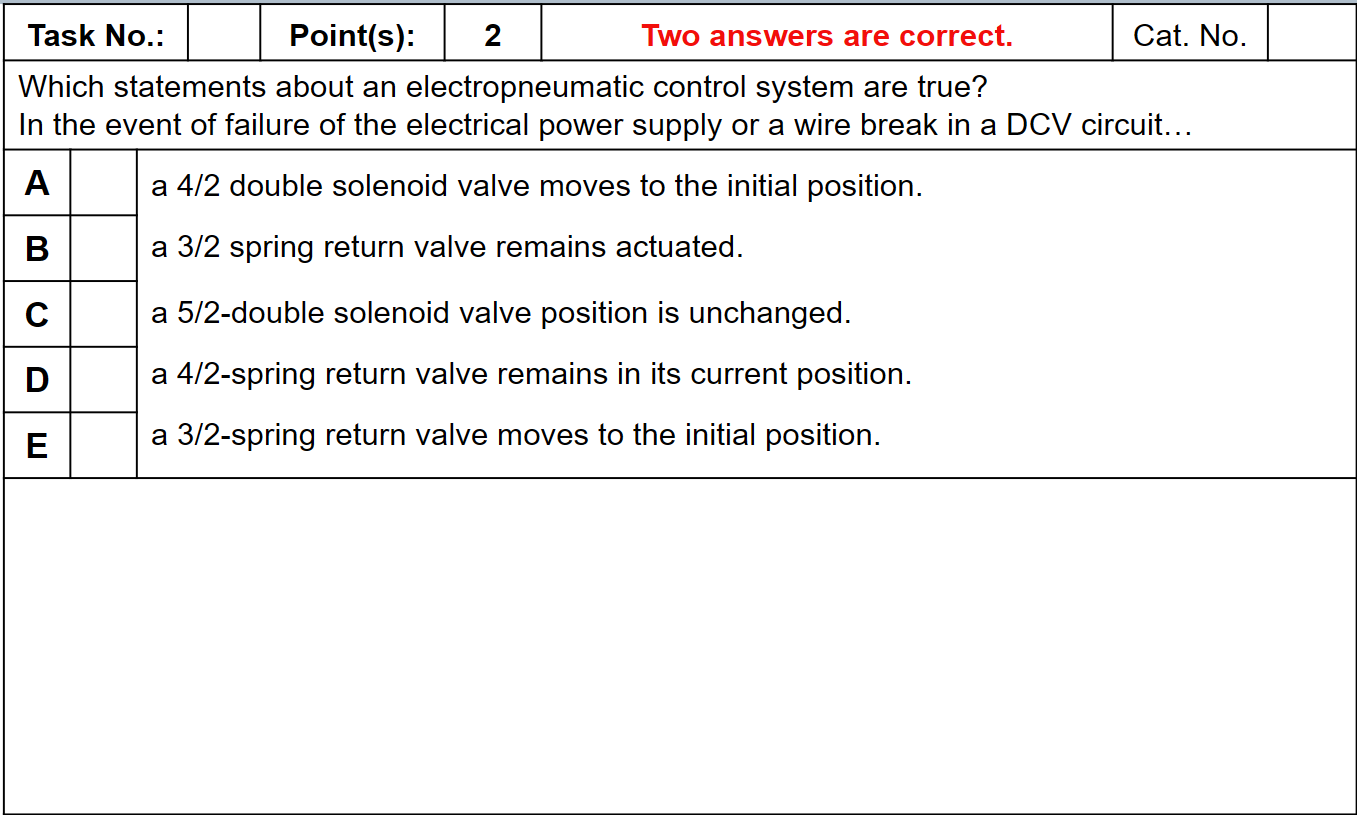 Task No.: Point(s): 2 Two answers are correct. Cat. No.
Which statements about an electropneumatic control system are true?
In the event of failure of the electrical power supply or a wire break in a DCV circuit…
A a 4/2 double solenoid valve moves to the initial position.
B a 3/2 spring return valve remains actuated.
C a 5/2-double solenoid valve position is unchanged.
D a 4/2-spring return valve remains in its current position.
E a 3/2-spring return valve moves to the initial position.